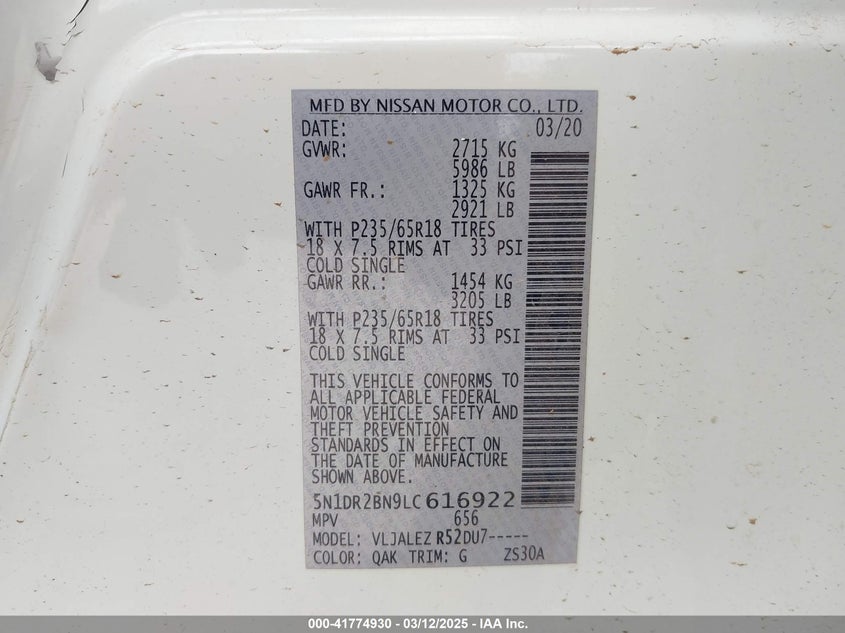 MFD BY NISSAN MOTOR CO., LTD.
DATE: 03/20
GVWR: 2715 KG
5986 LB
GAWR FR.: 1325 KG
2921 LB
WITH P235/65R18 TIRES
18 X 7.5 RIMS AT 33 PSI
COLD SINGLE
GAWR RR.: 1454 KG
3205 LB
WITH P235/65R18 TIRES
18 X 7.5 RIMS AT 33 PSI
COLD SINGLE
THIS VEHICLE CONFORMS TO
ALL APPLICABLE FEDERAL
MOTOR VEHICLE SAFETY AND
THEFT PREVENTION
STANDARDS IN EFFECT ON
THE DATE OF MANUFACTURE
SHOWN ABOVE.
5N1DR2BN9LC616922
MPV 656
MODEL: VLJALEZ R52DU7-----
COLOR: QAK TRIM: G ZS30A
000-41774930 - 03/12/2025 - IAA Inc.